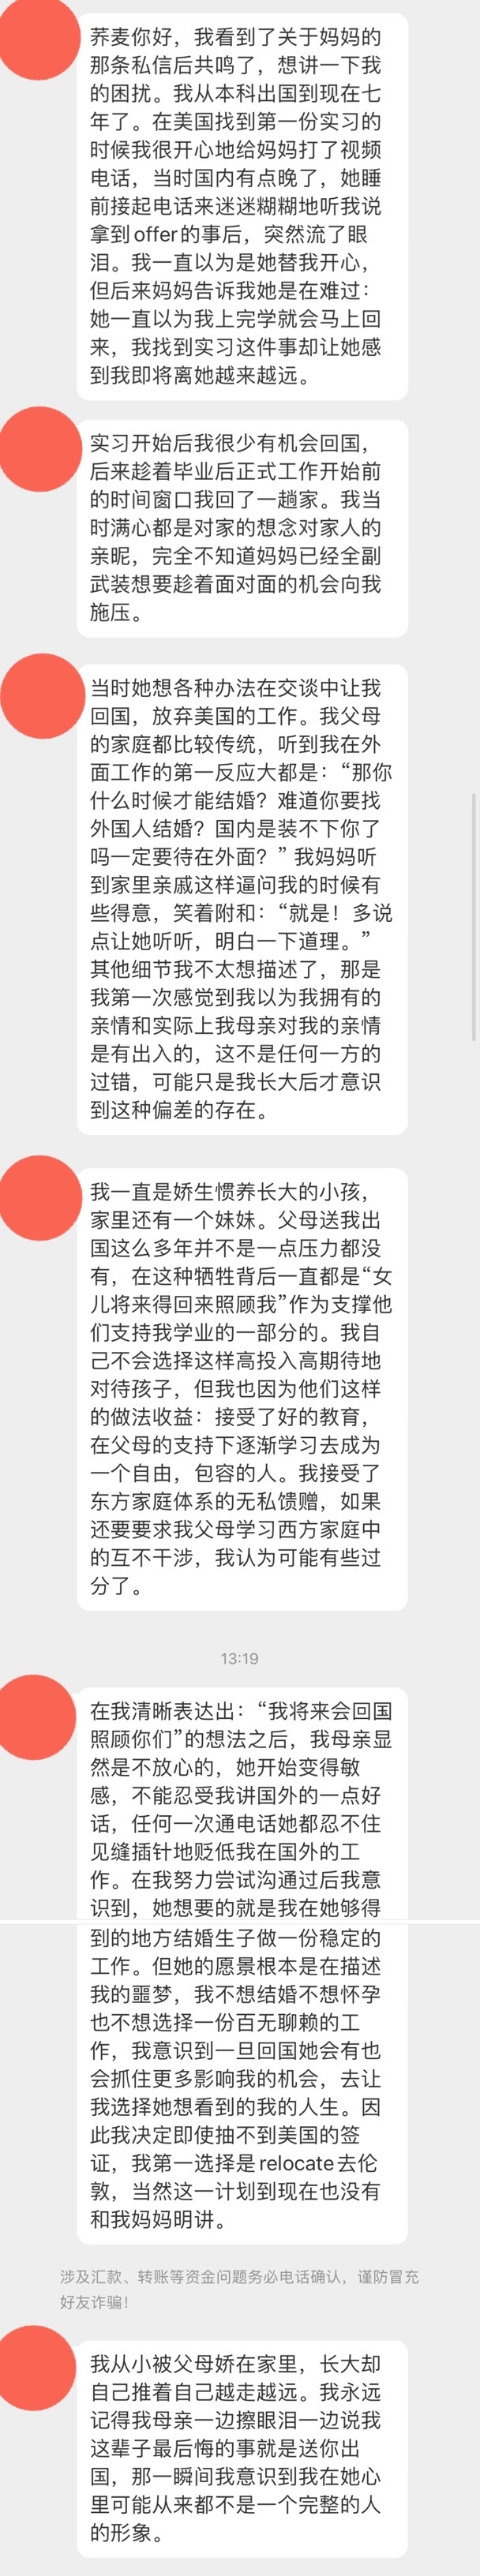 荞麦你好，我看到了关于妈妈的
那条私信后共鸣了，想讲一下我
的困扰。我从本科出国到现在七
年了。在美国找到第一份实习的
时候我很开心地给妈妈打了视频
电话，当时国内有点晚了，她睡
前接起电话来迷迷糊糊地听我说
拿到offer的事后，突然流了眼
泪。我一直以为是她替我开心，
但后来妈妈告诉我她是在难过：
她一直以为我上完学就会马上回
来，我找到实习这件事却让她感
到我即将离她越来越远。
实习开始后我很少有机会回国，
后来趁着毕业后正式工作开始前
的时间窗口我回了一趟家。我当
时满心都是对家的想念对家人的
亲昵，完全不知道妈妈已经全副
武装想要趁着面对面的机会向我
施压。
当时她想各种办法在交谈中让我
回国，放弃美国的工作。我父母
的家庭都比较传统，听到我在外
面工作的第一反应大都是：“那你
什么时候才能结婚？难道你要找
外国人结婚？国内是装不下你了
吗一定要待在外面？” 我妈妈听
到家里亲戚这样逼问我的时候有
些得意，笑着附和：“就是！多说
点让她听听，明白一下道理。”
其他细节我不太想描述了，那是
我第一次感觉到我以为我拥有的
亲情和实际上我母亲对我的亲情
是有出入的，这不是任何一方的
过错，可能只是我长大后才意识
到这种偏差的存在。
我一直是娇生惯养长大的小孩，
家里还有一个妹妹。父母送我出
国这么多年并不是一点压力都没
有，在这种牺牲背后一直都是“女
儿将来得回来照顾我”作为支撑他
们支持我学业的一部分的。我自
己不会选择这样高投入高期待地
对待孩子，但我也因为他们这样
的做法收益：接受了好的教育，
在父母的支持下逐渐学习去成为
一个自由，包容的人。我接受了
东方家庭体系的无私馈赠，如果
还要要求我父母学习西方家庭中
的互不干涉，我认为可能有些过
分了。
13:19
在我清晰表达出：“我将来会回国
照顾你们”的想法之后，我母亲显
然是不放心的，她开始变得敏
感，不能忍受我讲国外的一点好
话，任何一次通电话她都忍不住
见缝插针地贬低我在国外的工
作。在我努力尝试沟通过后我意
识到，她想要的就是我在她够得
到的地方结婚生子做一份稳定的
工作。但她的愿景根本是在描述
我的噩梦，我不想结婚不想怀孕
也不想选择一份百无聊赖的工
作，我意识到一旦回国她会有也
会抓住更多影响我的机会，去让
我选择她想看到的我的人生。因
此我决定即使抽不到美国的签
证，我第一选择是relocate去伦
敦，当然这一计划到现在也没有
和我妈妈明讲。
涉及汇款、转账等资金问题务必电话确认，谨防冒充
好友诈骗！
我从小被父母娇在家里，长大却
自己推着自己越走越远。我永远
记得我母亲一边擦眼泪一边说我
这辈子最后悔的事就是送你出
国，那一瞬间我意识到我在她心
里可能从来都不是一个完整的人
的形象。